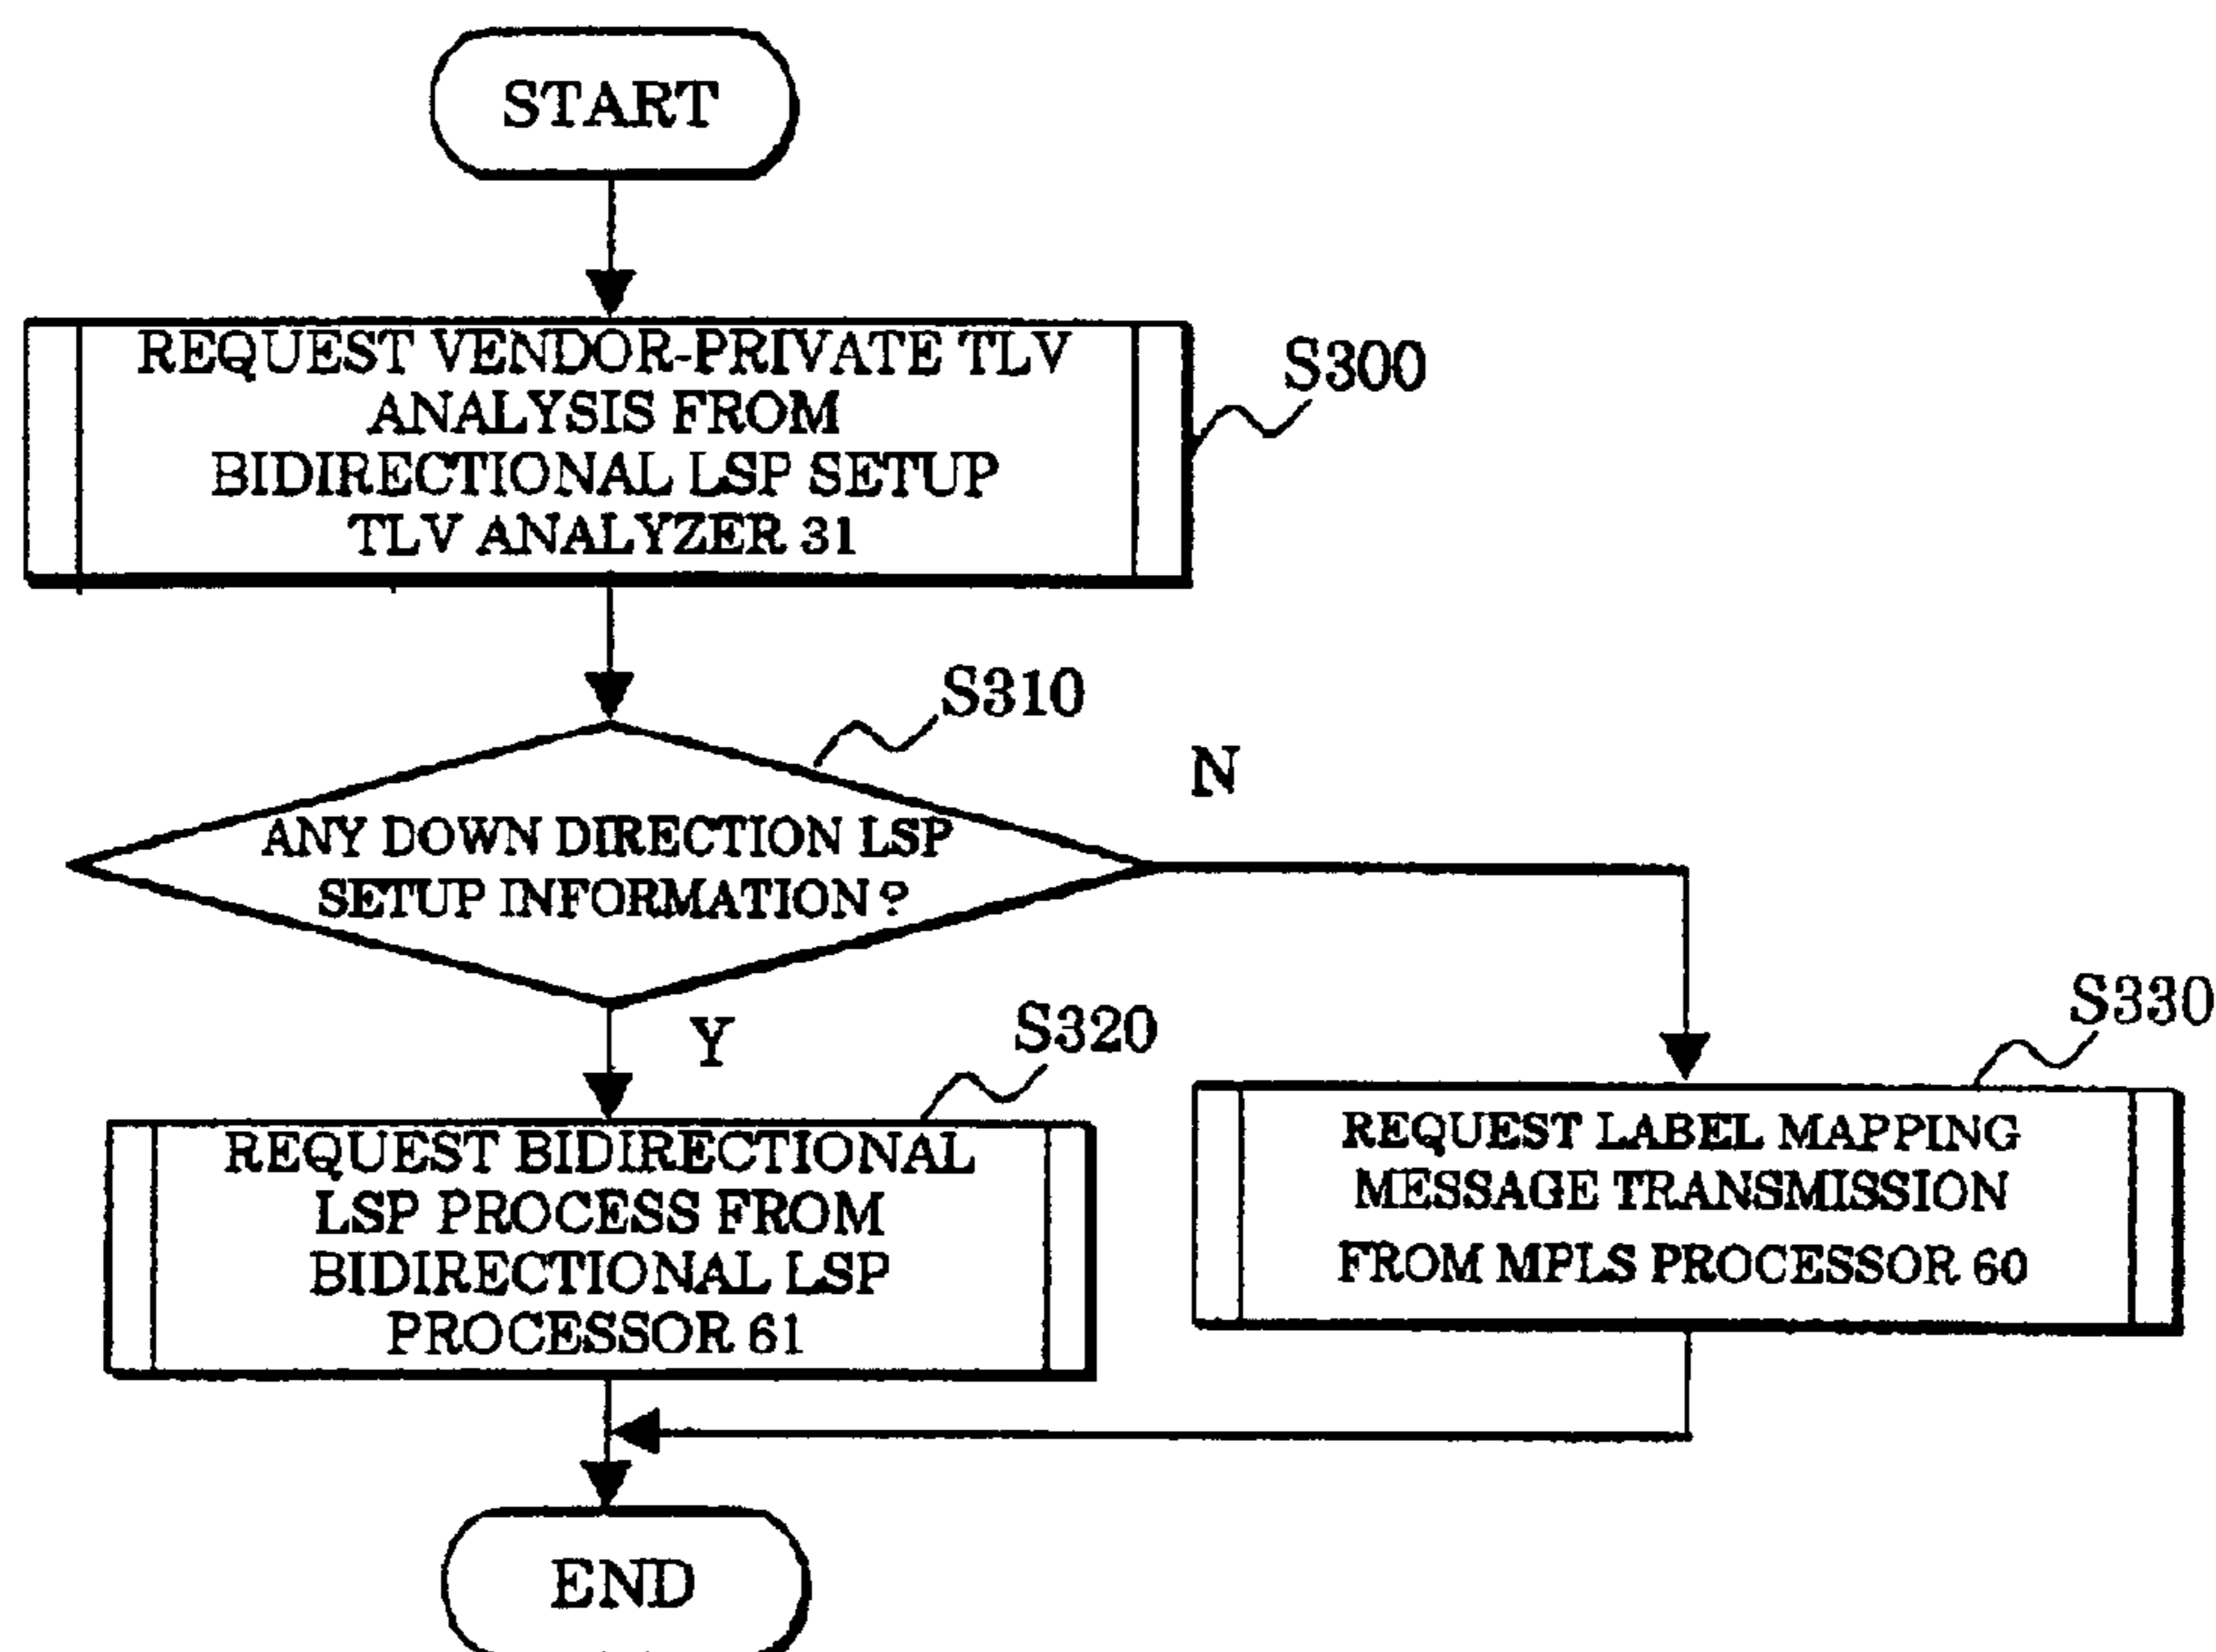 START
REQUEST VENDOR-PRIVATE TLV
ANALYSIS FROM
BIDIRECTIONAL LSP SETUP
TLV ANALYZER 31
S300
S310
ANY DOWN DIRECTION LSP
SETUP INFORMATION?
N
Y
S320
REQUEST BIDIRECTIONAL
LSP PROCESS FROM
BIDIRECTIONAL LSP
PROCESSOR 61
S330
REQUEST LABEL MAPPING
MESSAGE TRANSMISSION
FROM MPLS PROCESSOR 60
END